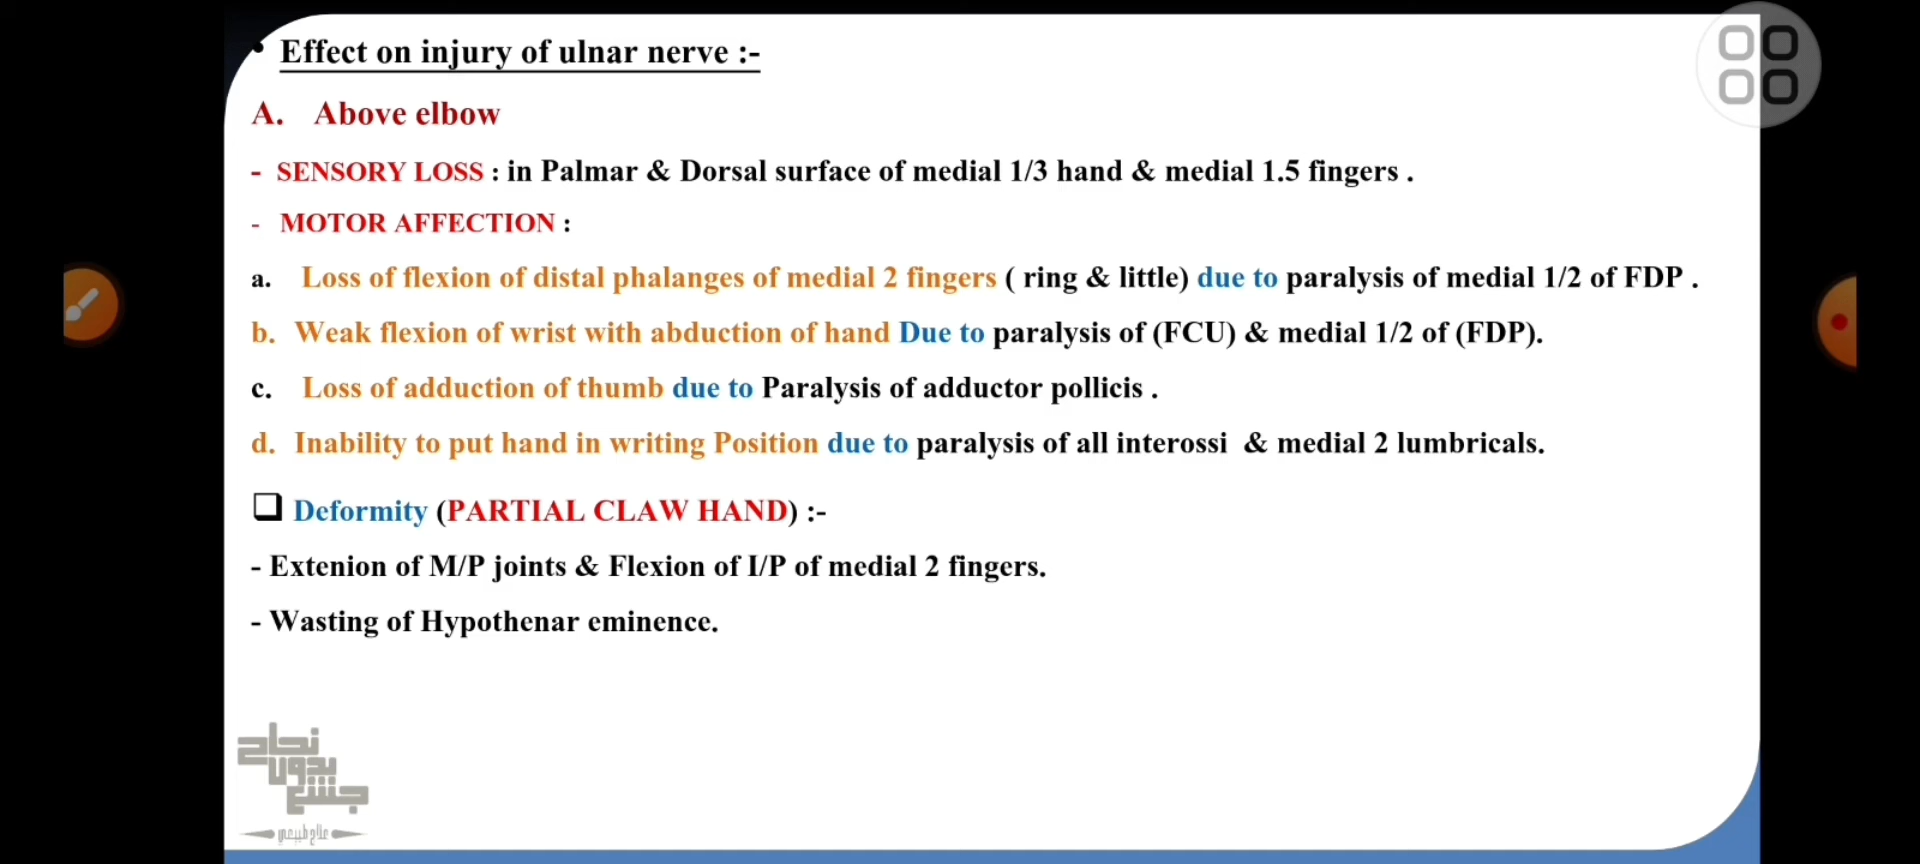 • Effect on injury of ulnar nerve :-
A. Above elbow
- SENSORY LOSS : in Palmar & Dorsal surface of medial 1/3 hand & medial 1.5 fingers .
- MOTOR AFFECTION :
a. Loss of flexion of distal phalanges of medial 2 fingers ( ring & little) due to paralysis of medial 1/2 of FDP .
b. Weak flexion of wrist with abduction of hand Due to paralysis of (FCU) & medial 1/2 of (FDP).
c. Loss of adduction of thumb due to Paralysis of adductor pollicis .
d. Inability to put hand in writing Position due to paralysis of all interossi & medial 2 lumbricals.
❑ Deformity (PARTIAL CLAW HAND) :-
- Extenion of M/P joints & Flexion of I/P of medial 2 fingers.
- Wasting of Hypothenar eminence.
نجاح
بدون
جشع
علاج طبيعي